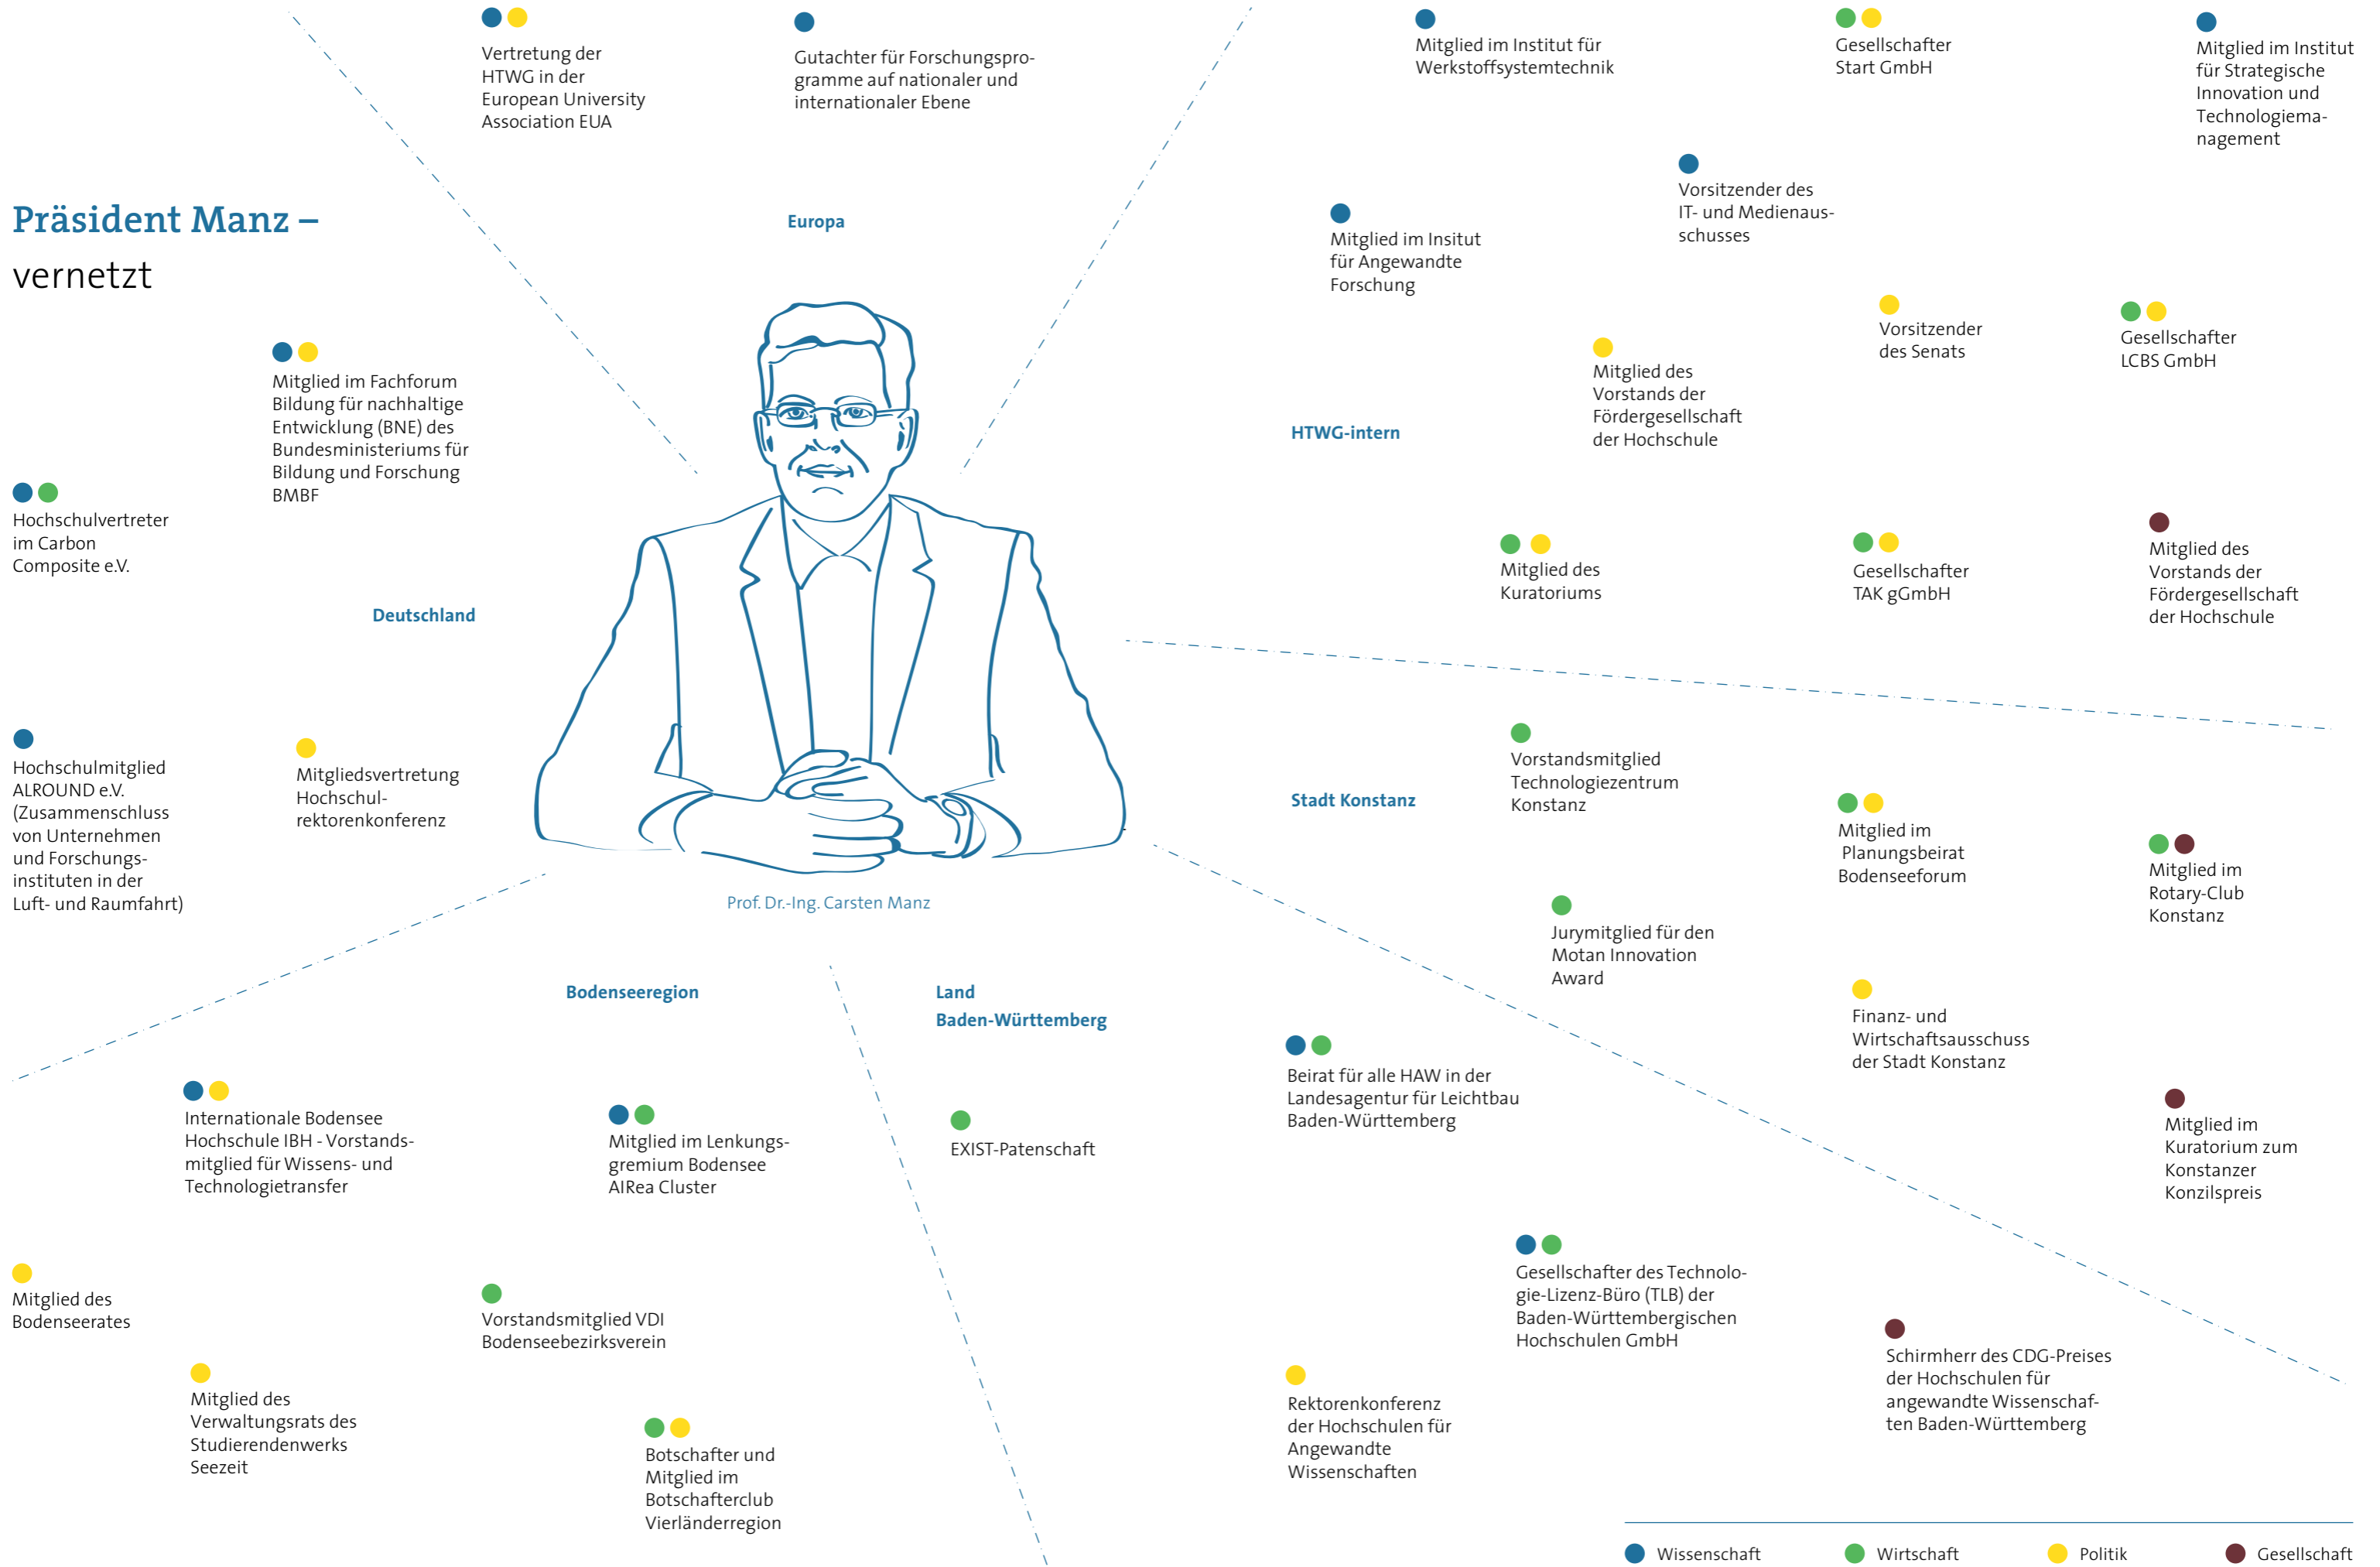 Präsident Manz –
vernetzt
Vertretung der
HTWG in der
European University
Association EUA
Gutachter für Forschungspro-
gramme auf nationaler und
internationaler Ebene
Europa
Mitglied im Institut für
Werkstoffsystemtechnik
Gesellschafter
Start GmbH
Mitglied im Institut
für Strategische
Innovation und
Technologiema-
nagement
Vorsitzender des
IT- und Medienaus-
schusses
Mitglied im Insitut
für Angewandte
Forschung
Vorsitzender
des Senats
Gesellschafter
LCBS GmbH
Mitglied des
Vorstands der
Fördergesellschaft
der Hochschule
HTWG-intern
Mitglied des
Kuratoriums
Gesellschafter
TAK gGmbH
Mitglied des
Vorstands der
Fördergesellschaft
der Hochschule
Mitglied im Fachforum
Bildung für nachhaltige
Entwicklung (BNE) des
Bundesministeriums für
Bildung und Forschung
BMBF
Hochschulvertreter
im Carbon
Composite e.V.
Deutschland
Hochschulmitglied
ALROUND e.V.
(Zusammenschluss
von Unternehmen
und Forschungs-
instituten in der
Luft- und Raumfahrt)
Mitgliedsvertretung
Hochschul-
rektorenkonferenz
Prof. Dr.-Ing. Carsten Manz
Stadt Konstanz
Vorstandsmitglied
Technologiezentrum
Konstanz
Mitglied im
Planungsbeirat
Bodenseeforum
Mitglied im
Rotary-Club
Konstanz
Jurymitglied für den
Motan Innovation
Award
Finanz- und
Wirtschaftsausschuss
der Stadt Konstanz
Mitglied im
Kuratorium zum
Konstanzer
Konzilspreis
Bodenseeregion
Internationale Bodensee
Hochschule IBH - Vorstands-
mitglied für Wissens- und
Technologietransfer
Mitglied im Lenkungs-
gremium Bodensee
AIRea Cluster
Mitglied des
Bodenseerates
Vorstandsmitglied VDI
Bodenseebezirksverein
Mitglied des
Verwaltungsrats des
Studierendenwerks
Seezeit
Botschafter und
Mitglied im
Botschafterclub
Vierländerregion
Land
Baden-Württemberg
EXIST-Patenschaft
Beirat für alle HAW in der
Landesagentur für Leichtbau
Baden-Württemberg
Gesellschafter des Technolo-
gie-Lizenz-Büro (TLB) der
Baden-Württembergischen
Hochschulen GmbH
Rektorenkonferenz
der Hochschulen für
Angewandte
Wissenschaften
Schirmherr des CDG-Preises
der Hochschulen für
angewandte Wissenschaf-
ten Baden-Württemberg
Wissenschaft
Wirtschaft
Politik
Gesellschaft